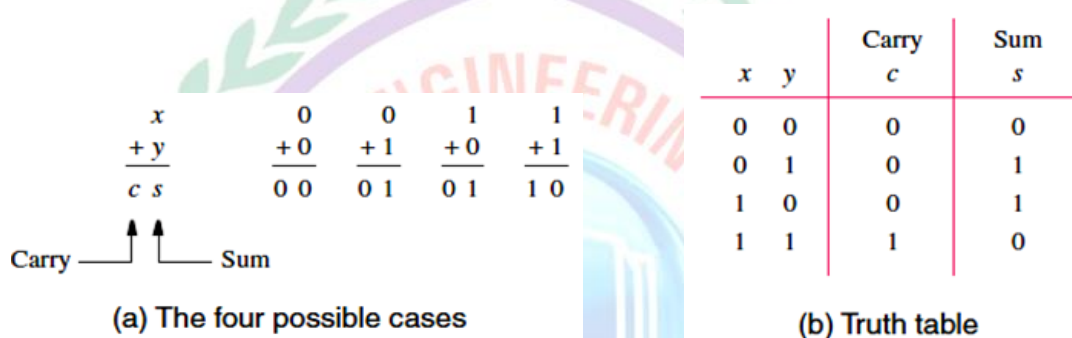 x 0 0 1 1
+ y + 0 + 1 + 0 + 1
c s 0 0 0 1 0 1 1 0
Carry Sum
(a) The four possible cases
Carry Sum
x y c s
0 0 0 0
0 1 0 1
1 0 0 1
1 1 1 0
(b) Truth table